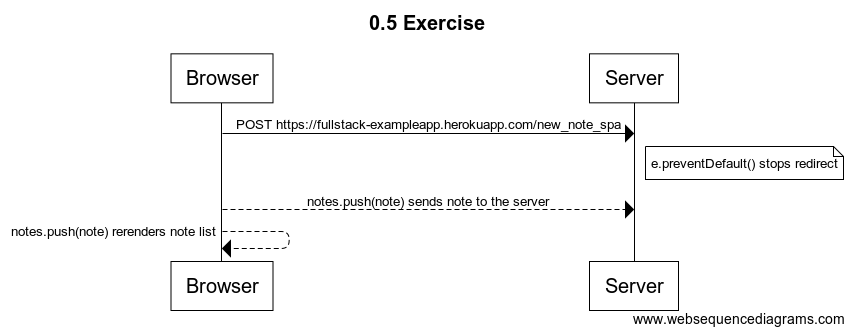 0.5 Exercise
Browser
Server
POST https://fullstack-exampleapp.herokuapp.com/new_note_spa
e.preventDefault() stops redirect
notes.push(note) sends note to the server
notes.push(note) rerenders note list
Browser
Server
www.websequencediagrams.com